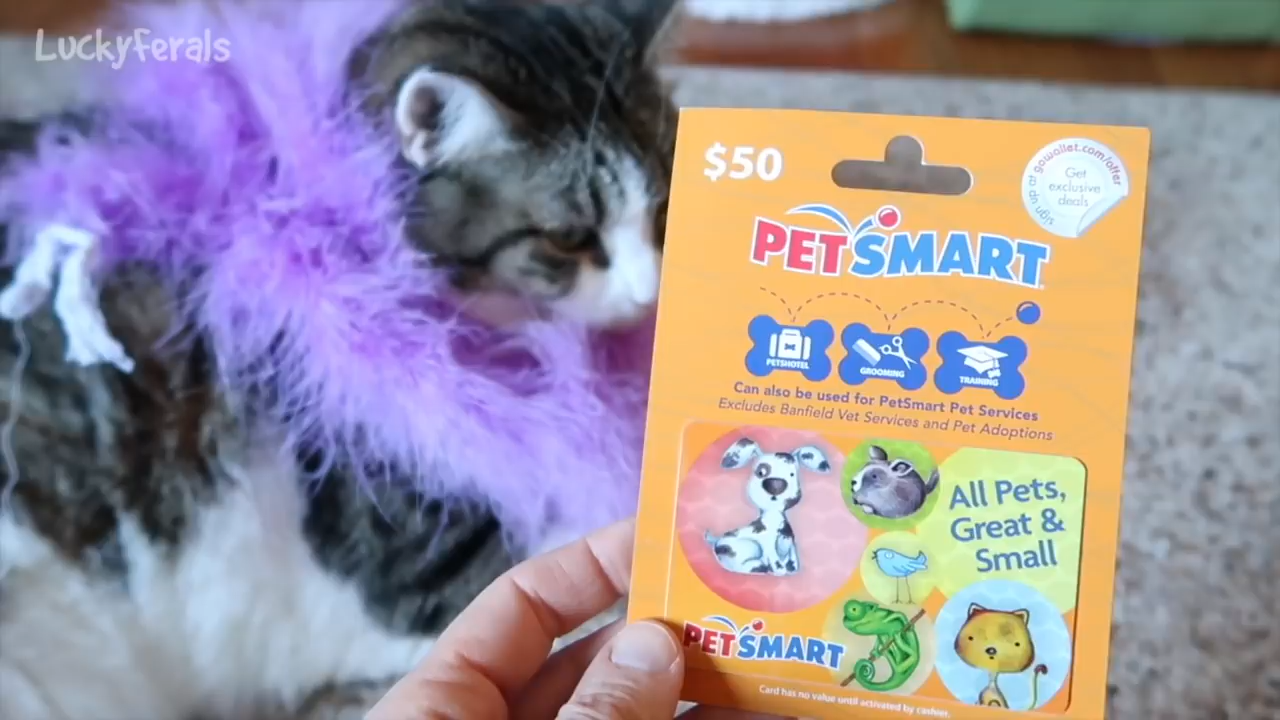 LuckyFerals
$50
sign up at gowallet.com/offer
Get
exclusive
deals
PETSMART
PETSHOTEL
GROOMING
TRAINING
Can also be used for PetSmart Pet Services
Excludes Banfield Vet Services and Pet Adoptions
All Pets,
Great &
Small
PETSMART
Card has no value until activated by cashier.